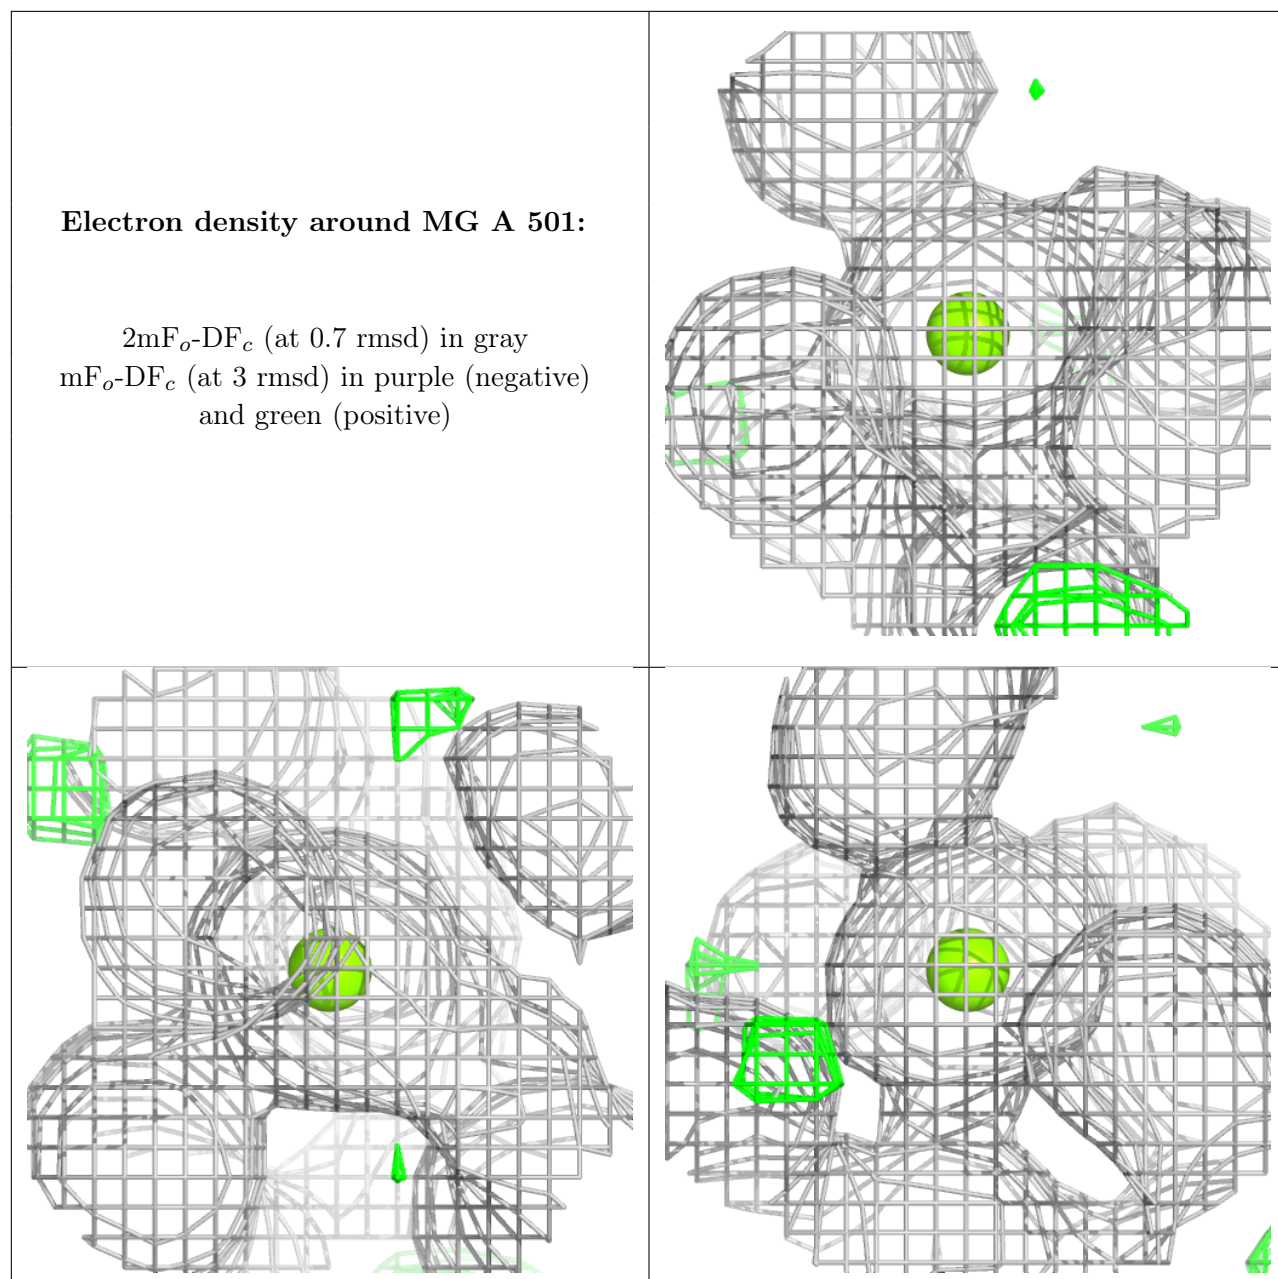 Electron density around MG A 501:
2mFo-DFc (at 0.7 rmsd) in gray
mFo-DFc (at 3 rmsd) in purple (negative)
and green (positive)